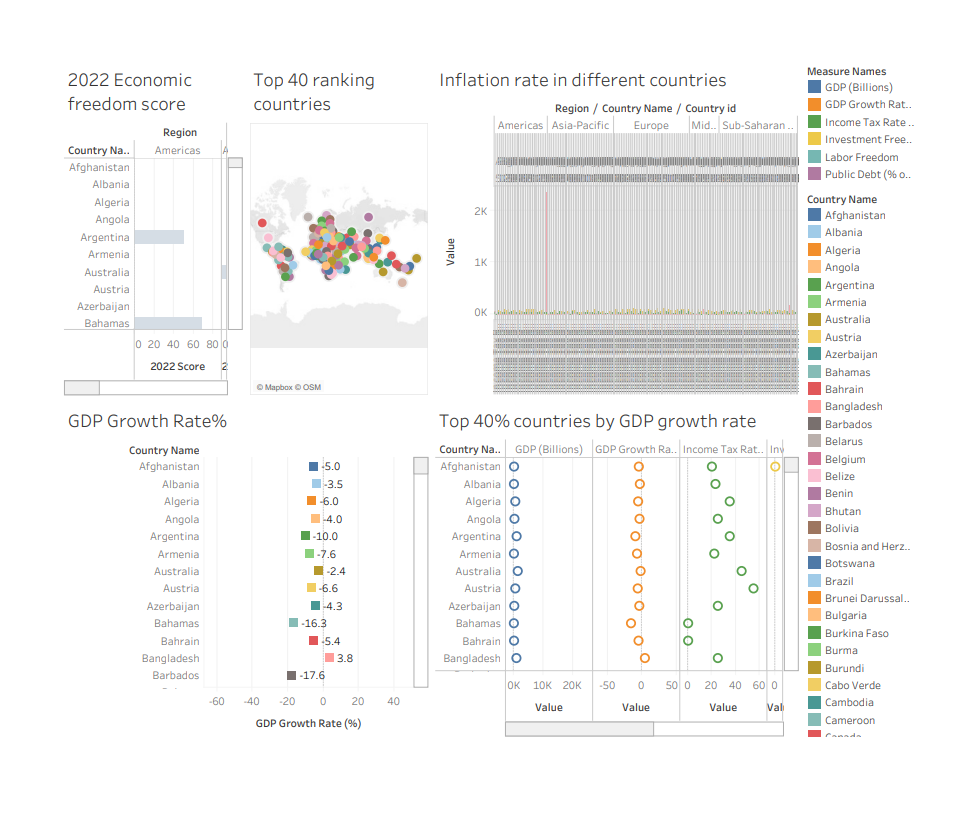 2022 Economic
freedom score
Region
Country Na.. Americas A
Afghanistan
Albania
Algeria
Angola
Argentina
Armenia
Australia
Austria
Azerbaijan
Bahamas
0 20 40 60 80 0
2022 Score 2
Top 40 ranking
countries
© Mapbox © OSM
Inflation rate in different countries
Region / Country Name / Country id
Americas Asia-Pacific Europe Mid.. Sub-Saharan ..
2K
1K
0K
Value
GDP Growth Rate%
Country Name
Afghanistan -5.0
Albania -3.5
Algeria -6.0
Angola -4.0
Argentina -10.0
Armenia -7.6
Australia -2.4
Austria -6.6
Azerbaijan -4.3
Bahamas -16.3
Bahrain -5.4
Bangladesh 3.8
Barbados -17.6
-60 -40 -20 0 20 40
GDP Growth Rate (%)
Top 40% countries by GDP growth rate
Country Na.. GDP (Billions) GDP Growth Ra.. Income Tax Rat.. Inv
Afghanistan
Albania
Algeria
Angola
Argentina
Armenia
Australia
Austria
Azerbaijan
Bahamas
Bahrain
Bangladesh
0K 10K 20K -50 0 50 0 20 40 60 0
Value Value Value Val
Measure Names
GDP (Billions)
GDP Growth Rat..
Income Tax Rate ..
Investment Free..
Labor Freedom
Public Debt (% o..
Country Name
Afghanistan
Albania
Algeria
Angola
Argentina
Armenia
Australia
Austria
Azerbaijan
Bahamas
Bahrain
Bangladesh
Barbados
Belarus
Belgium
Belize
Benin
Bhutan
Bolivia
Bosnia and Herz..
Botswana
Brazil
Brunei Darussal..
Bulgaria
Burkina Faso
Burma
Burundi
Cabo Verde
Cambodia
Cameroon
Canada